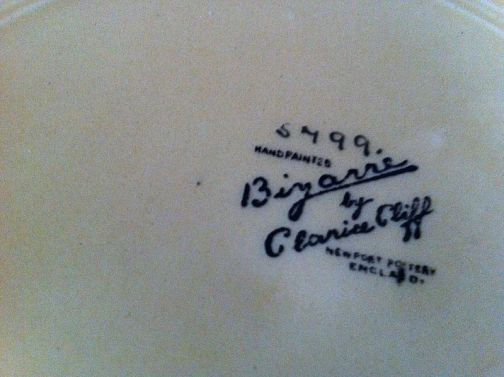 5499.
HANDPAINTED
Bizarre
by
Clarice Cliff
NEWPORT POTTERY
ENGLAND.